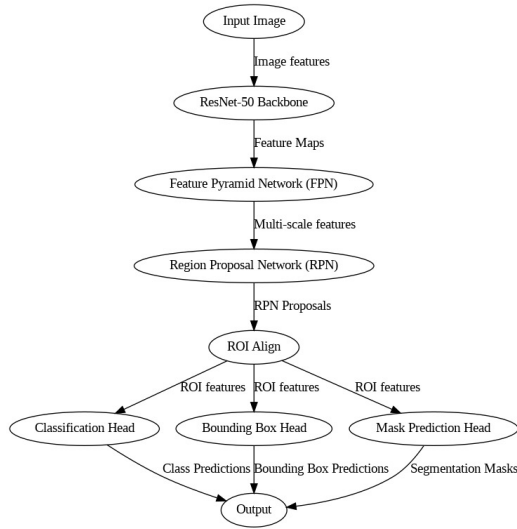 Input Image
Image features
ResNet-50 Backbone
Feature Maps
Feature Pyramid Network (FPN)
Multi-scale features
Region Proposal Network (RPN)
RPN Proposals
ROI Align
ROI features ROI features ROI features
Classification Head Bounding Box Head Mask Prediction Head
Class Predictions Bounding Box Predictions Segmentation Masks
Output